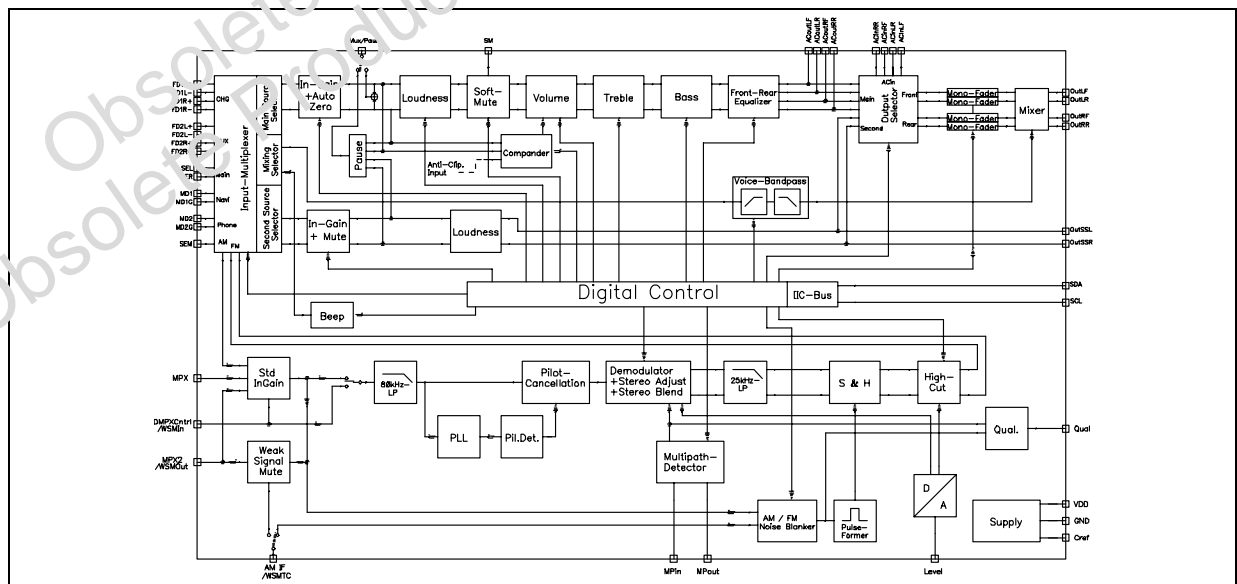 Obsolete
Obsolete Product
SM
ACoutLF
ACoutLR
ACoutRF
ACoutRR
ACinRR
ACinRF
ACinLR
ACinLF
FD2L+
FD2L-
FD2R-
MD1
MD1G
MD2
MD2G
SEM
CHG
Navi
Phone
AM
FM
Input-Multiplexer
Mixing Selector
Second Source Selector
In-Gain
+Auto
Zero
Loudness
Soft-
Mute
Volume
Treble
Bass
Front-Rear
Equalizer
ACin
Main
Second
Front
Rear
Output
Selector
Mono-Fader
Mono-Fader
Mono-Fader
Mono-Fader
Mixer
OutLF
OutLR
OutRF
OutRR
Pause
Anti-Clip.
Input
Compander
Voice-Bandpass
In-Gain
+ Mute
Loudness
OutSSL
OutSSR
Digital Control
IIC-Bus
SDA
SCL
Beep
MPX
Std
InGain
80kHz-
LP
Pilot-
Cancellation
Demodulator
+Stereo Adjust
+Stereo Blend
25kHz-
LP
S & H
High-
Cut
DMPXCntrl
/WSMIn
PLL
Pil.Det.
Qual.
Qual
MPX2
/WSMOut
Weak
Signal
Mute
Multipath-
Detector
D
A
AM / FM
Noise Blanker
Pulse-
Former
Supply
VDD
GND
Cref
AM IF
/WSMTC
MPin
MPout
Level